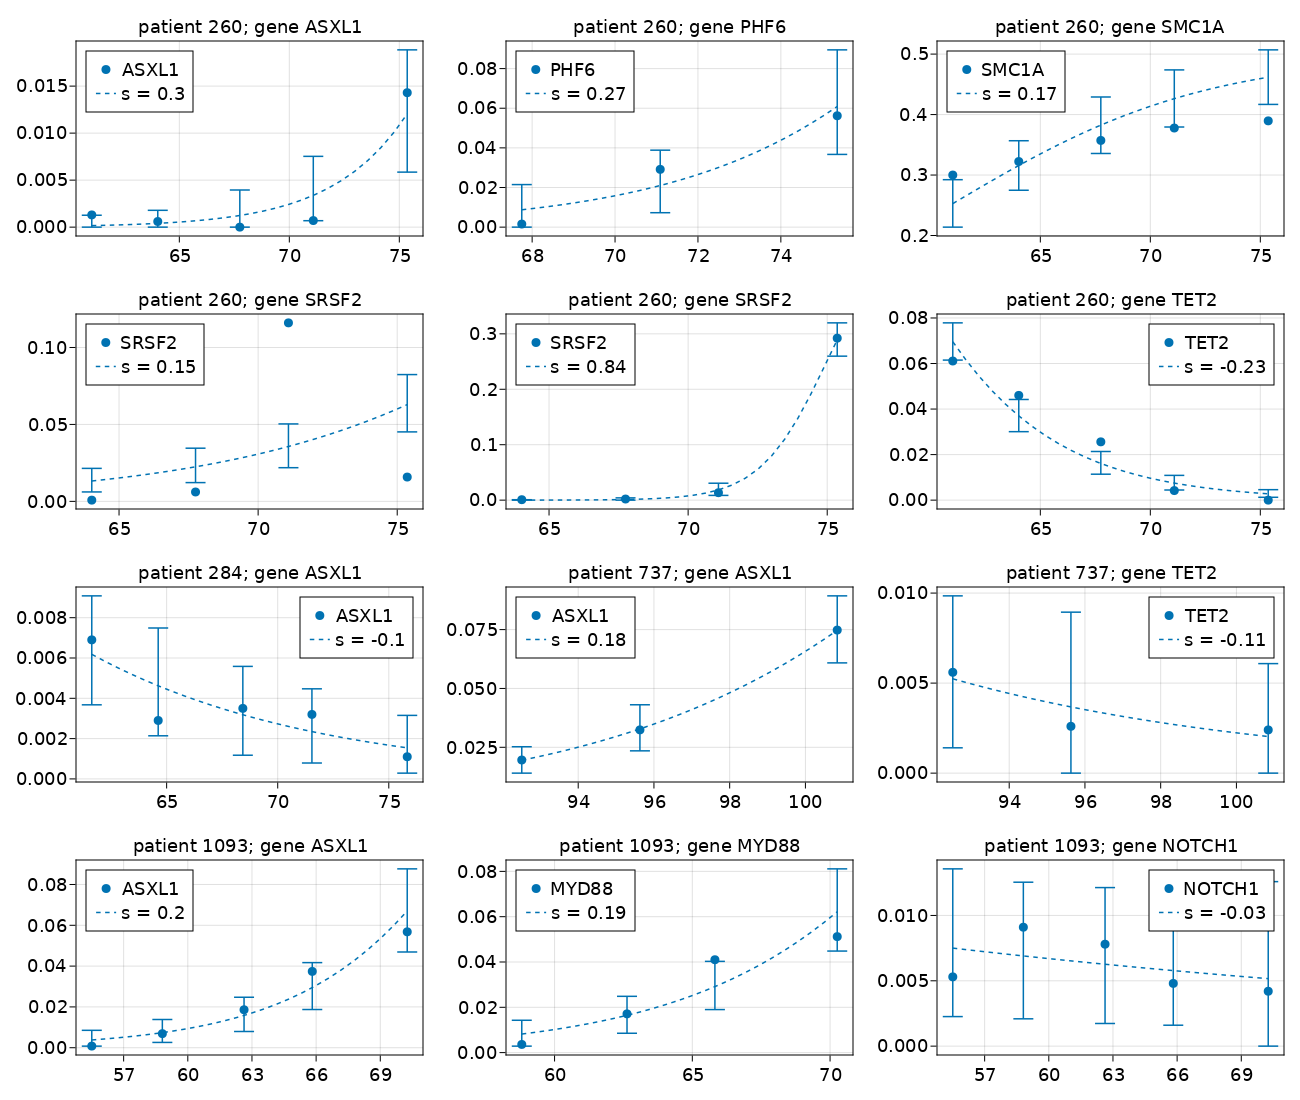 patient 260; gene ASXL1
ASXL1
s = 0.3
0.015
0.010
0.005
0.000
65 70 75
patient 260; gene PHF6
PHF6
s = 0.27
0.08
0.06
0.04
0.02
0.00
68 70 72 74
patient 260; gene SMC1A
SMC1A
s = 0.17
0.5
0.4
0.3
0.2
65 70 75
patient 260; gene SRSF2
SRSF2
s = 0.15
0.10
0.05
0.00
65 70 75
patient 260; gene SRSF2
SRSF2
s = 0.84
0.3
0.2
0.1
0.0
65 70 75
patient 260; gene TET2
TET2
s = -0.23
0.08
0.06
0.04
0.02
0.00
65 70 75
patient 284; gene ASXL1
ASXL1
s = -0.1
0.008
0.006
0.004
0.002
0.000
65 70 75
patient 737; gene ASXL1
ASXL1
s = 0.18
0.075
0.050
0.025
94 96 98 100
patient 737; gene TET2
TET2
s = -0.11
0.010
0.005
0.000
94 96 98 100
patient 1093; gene ASXL1
ASXL1
s = 0.2
0.08
0.06
0.04
0.02
0.00
57 60 63 66 69
patient 1093; gene MYD88
MYD88
s = 0.19
0.08
0.06
0.04
0.02
0.00
60 65 70
patient 1093; gene NOTCH1
NOTCH1
s = -0.03
0.010
0.005
0.000
57 60 63 66 69